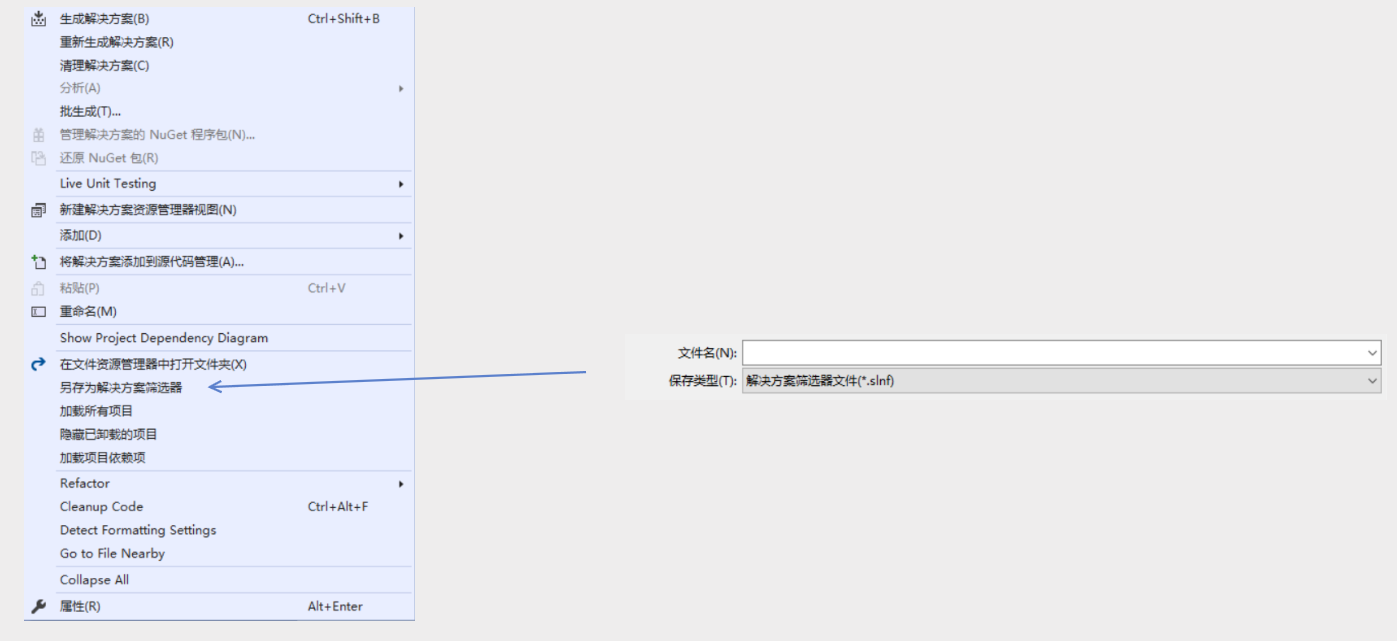 生成解决方案(B) Ctrl+Shift+B
重新生成解决方案(R)
清理解决方案(C)
分析(A)
批生成(T)...
管理解决方案的 NuGet 程序包(N)...
还原 NuGet 包(R)
Live Unit Testing
新建解决方案资源管理器视图(N)
添加(D)
将解决方案添加到源代码管理(A)...
粘贴(P) Ctrl+V
重命名(M)
Show Project Dependency Diagram
在文件资源管理器中打开文件夹(X)
另存为解决方案筛选器
加载所有项目
隐藏已卸载的项目
加载项目依赖项
Refactor
Cleanup Code Ctrl+Alt+F
Detect Formatting Settings
Go to File Nearby
Collapse All
属性(R) Alt+Enter
文件名(N):
保存类型(T): 解决方案筛选器文件(*.slnf)